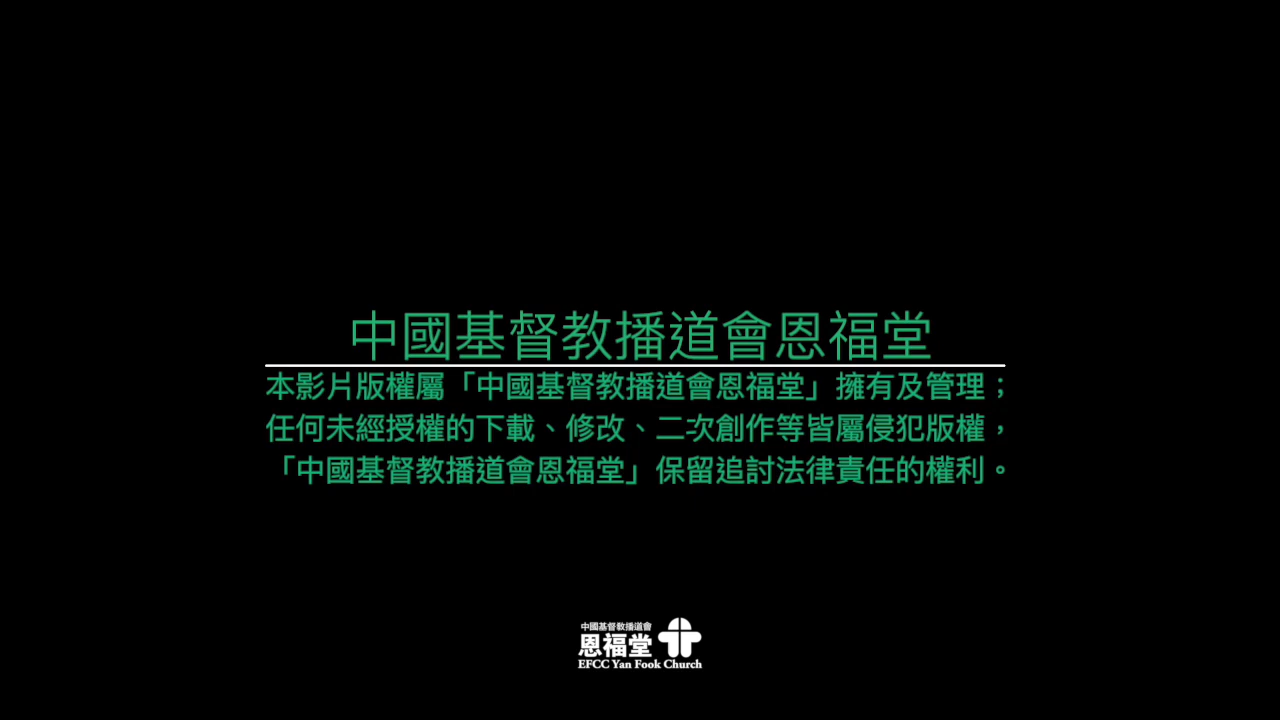 中國基督教播道會恩福堂
本影片版權屬「中國基督教播道會恩福堂」擁有及管理；
任何未經授權的下載、修改、二次創作等皆屬侵犯版權，
「中國基督教播道會恩福堂」保留追討法律責任的權利。
中國基督教播道會
恩福堂
EFCC Yan Fook Church